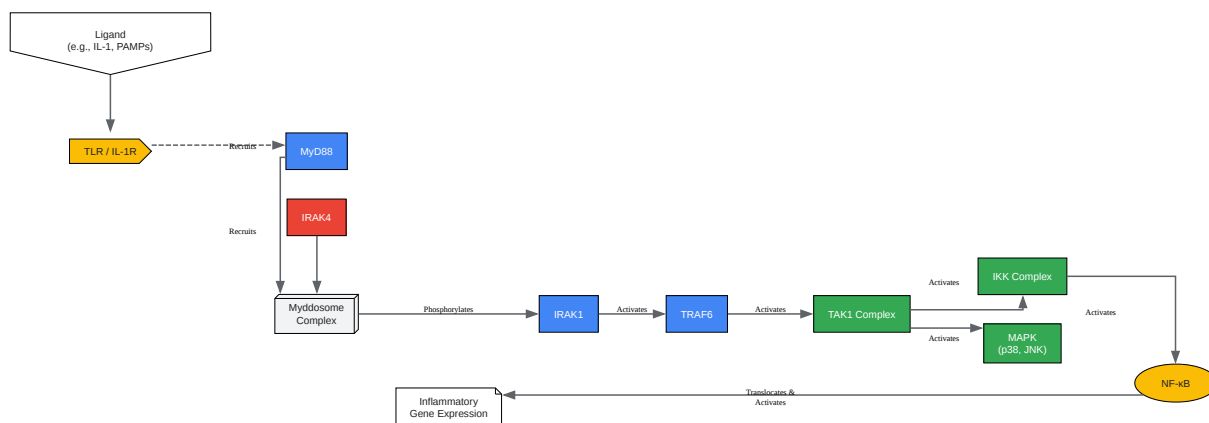 Ligand
(e.g., IL-1, PAMPs)
TLR / IL-1R
Recruits
MyD88
IRAK4
Recruits
Myddosome
Complex
Phosphorylates
IRAK1
Activates
TRAF6
Activates
TAK1 Complex
Activates
IKK Complex
Activates
MAPK
(p38, JNK)
Activates
NF-κB
Translocates &
Activates
Inflammatory
Gene Expression